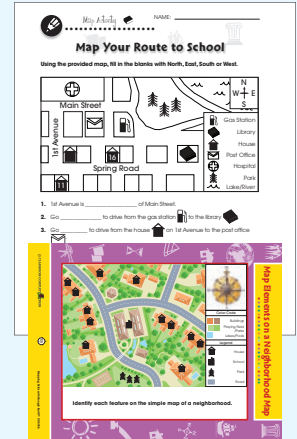 Map Activity
NAME:
Map Your Route to School
Using the provided map, fill in the blanks with North, East, South or West.
N
W E
S
Main Street
1st Avenue
16
Spring Road
11
Gas Station
Library
House
Post Office
Hospital
Park
Lake/River
1. 1st Avenue is of Main Street.
2. Go to drive from the gas station to the library
3. Go to drive from the house on 1st Avenue to the post office
Map Elements on a Neighborhood Map
Color Code
Buildings
Legend
House
School
Park
Road
Identify each feature on the simple map of a neighborhood.